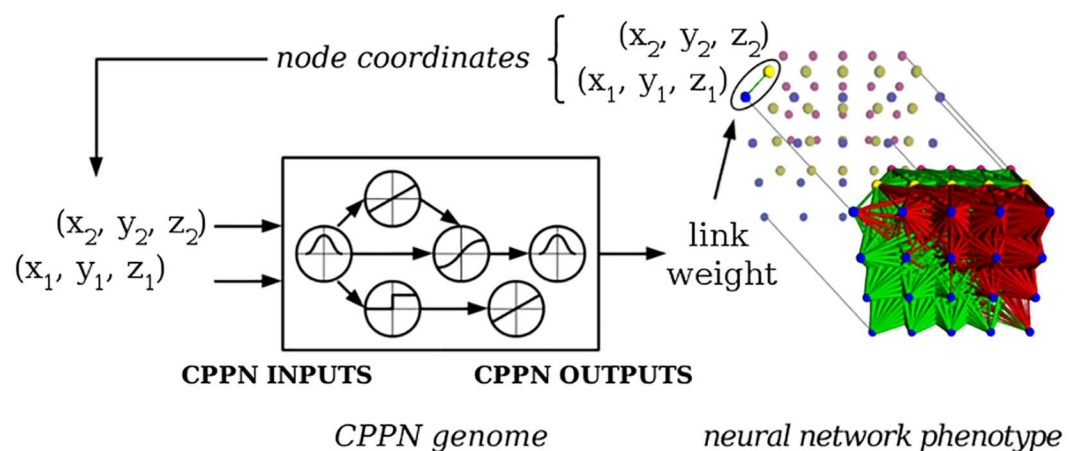 node coordinates
(x₂, y₂, z₂)
(x₁, y₁, z₁)
(x₂, y₂, z₂)
(x₁, y₁, z₁)
link
weight
CPPN INPUTS
CPPN OUTPUTS
CPPN genome
neural network phenotype